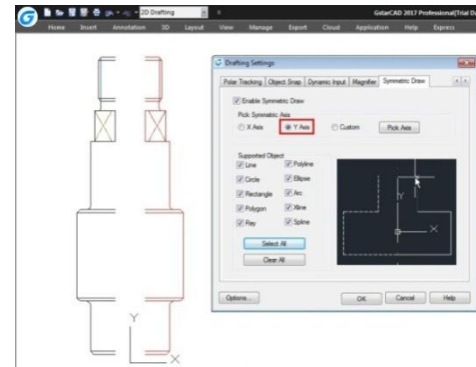 2D Drafting
GstarCAD 2017 Professional(Trial Da
Home Insert Annotation 3D Layout View Manage Export Cloud Application Help Express
Drafting Settings
Polar Tracking Object Snap Dynamic Input Magnifier Symmetric Draw
Enable Symmetric Draw
Pick Symmetric Axis
X Axis Y Axis Custom Pick Axis
Supported Object
Line Polyline
Circle Ellipse
Rectangle Arc
Polygon Xline
Ray Spline
Select All
Clear All
Y
X
Options... OK Cancel Help
Y
X